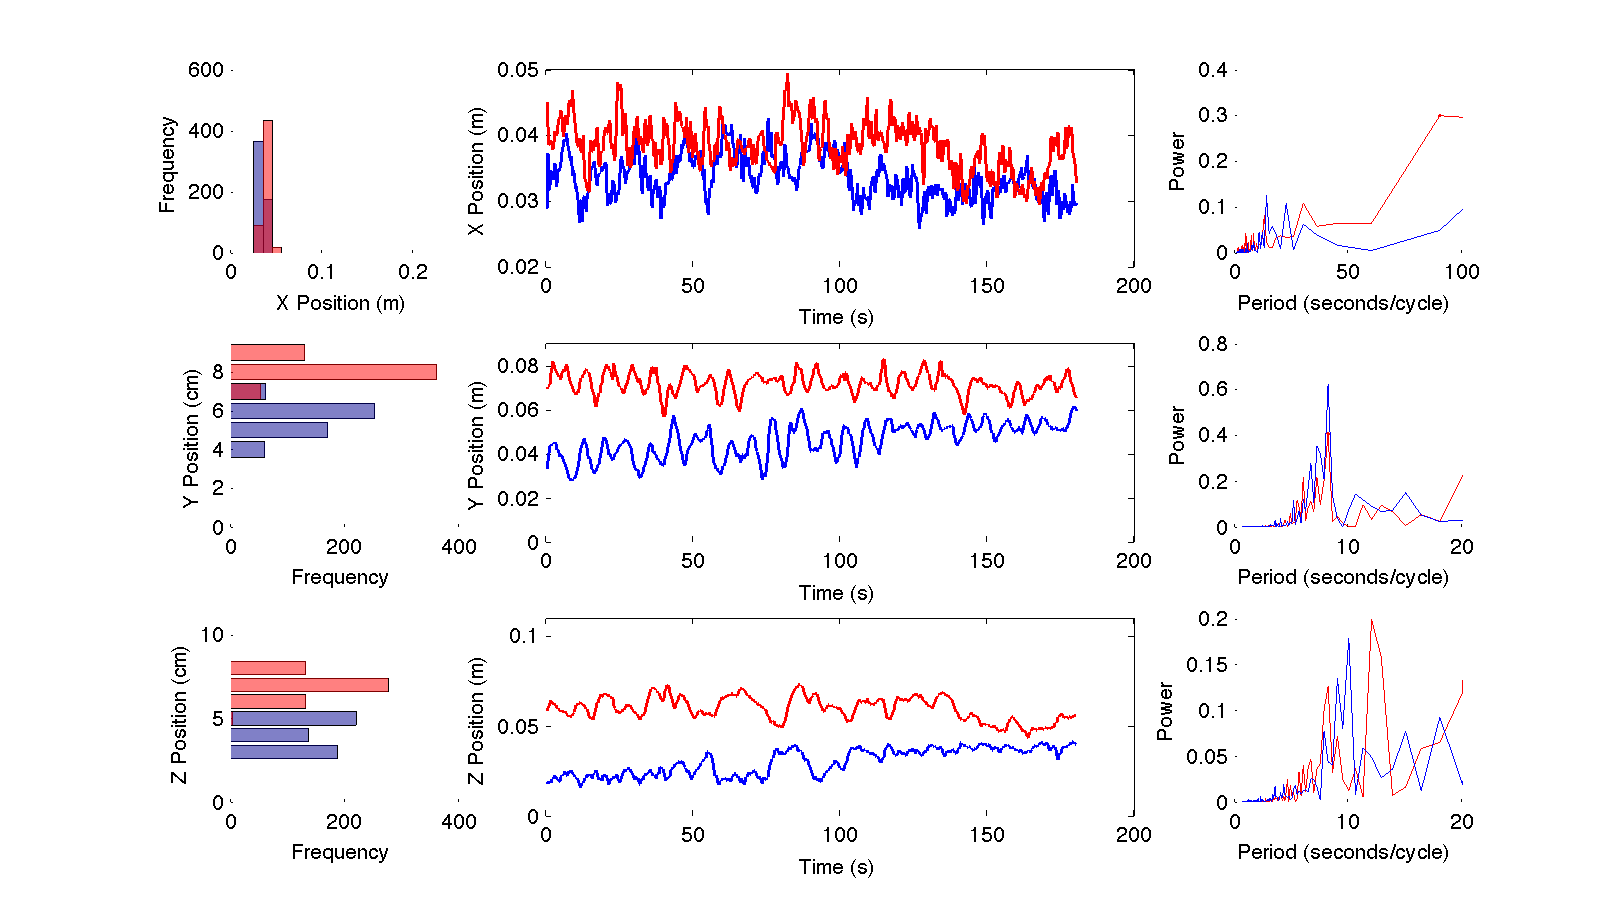 600
400
200
0
Frequency
0 0.1 0.2
X Position (m)
0.05
0.04
0.03
0.02
X Position (m)
0 50 100 150 200
Time (s)
0.4
0.3
0.2
0.1
0
Power
0 50 100
Period (seconds/cycle)
8
6
4
2
0
Y Position (cm)
0 200 400
Frequency
0.08
0.06
0.04
0.02
0
Y Position (m)
0 50 100 150 200
Time (s)
0.8
0.6
0.4
0.2
0
Power
0 10 20
Period (seconds/cycle)
10
5
0
Z Position (cm)
0 200 400
Frequency
0.1
0.05
0
Z Position (m)
0 50 100 150 200
Time (s)
0.2
0.15
0.1
0.05
0
Power
0 10 20
Period (seconds/cycle)